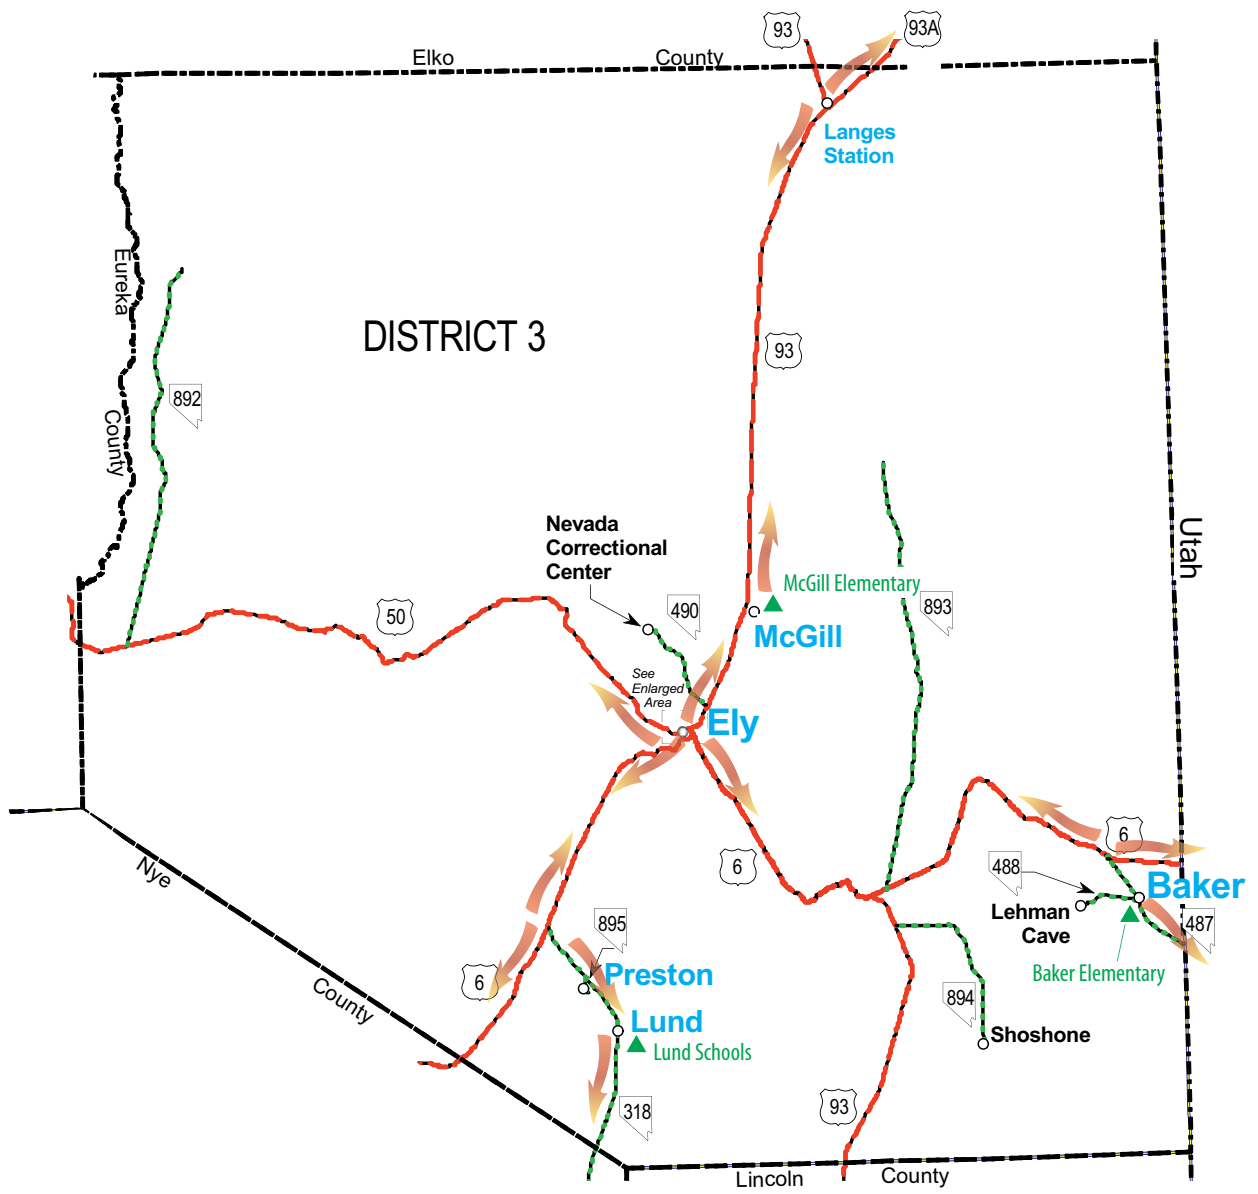 93
93A
Elko
County
Langes
Station
Eureka
County
DISTRICT 3
93
892
Utah
Nevada
Correctional
Center
McGill Elementary
490
893
50
McGill
See
Enlarged
Area
Ely
6
6
Nye
County
488
Baker
Lehman
Cave
487
895
Baker Elementary
6
Preston
894
Lund
Shoshone
Lund Schools
318
93
Lincoln
County